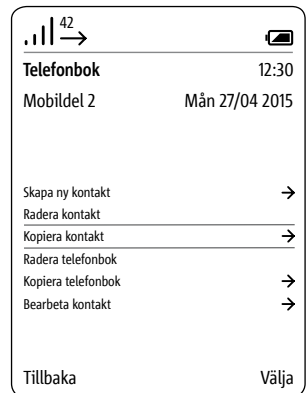 42
Telefonbok 12:30
Mobildel 2 Mån 27/04 2015
Skapa ny kontakt
Radera kontakt
Kopiera kontakt
Radera telefonbok
Kopiera telefonbok
Bearbeta kontakt
Tillbaka Välja